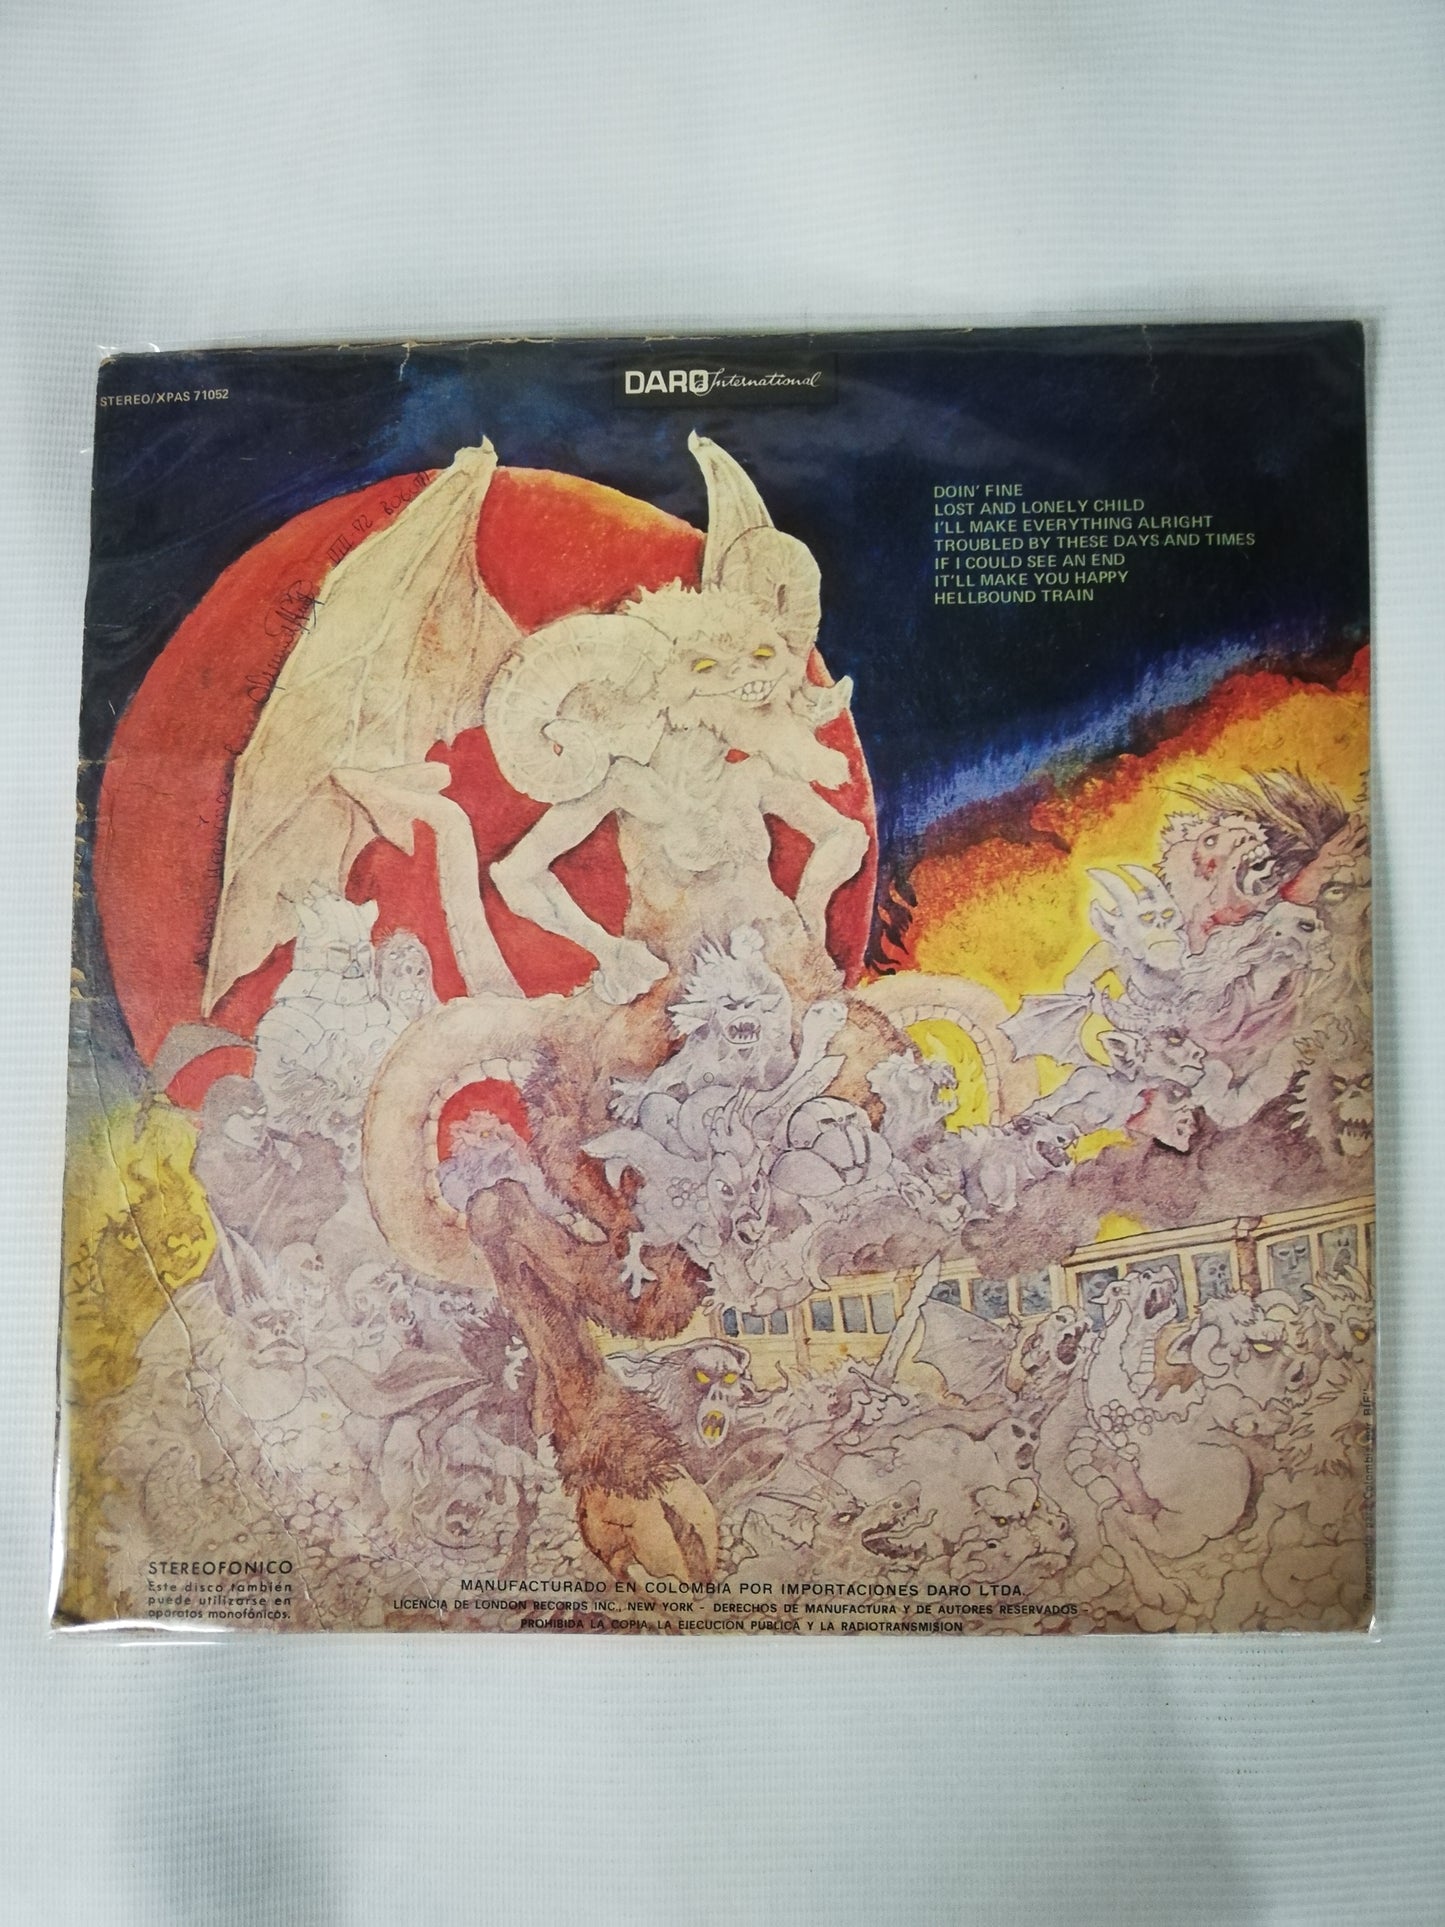 STEREO/XPAS 71052
DARO International
DOIN' FINE
LOST AND LONELY CHILD
I'LL MAKE EVERYTHING ALRIGHT
TROUBLED BY THESE DAYS AND TIMES
IF I COULD SEE AN END
IT'LL MAKE YOU HAPPY
HELLBOUND TRAIN
BOGOTA
STEREOFONICO
Este disco también
puede utilizarse en
aparatos monofónicos.
MANUFACTURADO EN COLOMBIA POR IMPORTACIONES DARO LTDA.
LICENCIA DE LONDON RECORDS INC., NEW YORK - DERECHOS DE MANUFACTURA Y DE AUTORES RESERVADOS -
PROHIBIDA LA COPIA, LA EJECUCION PUBLICA Y LA RADIOTRANSMISION